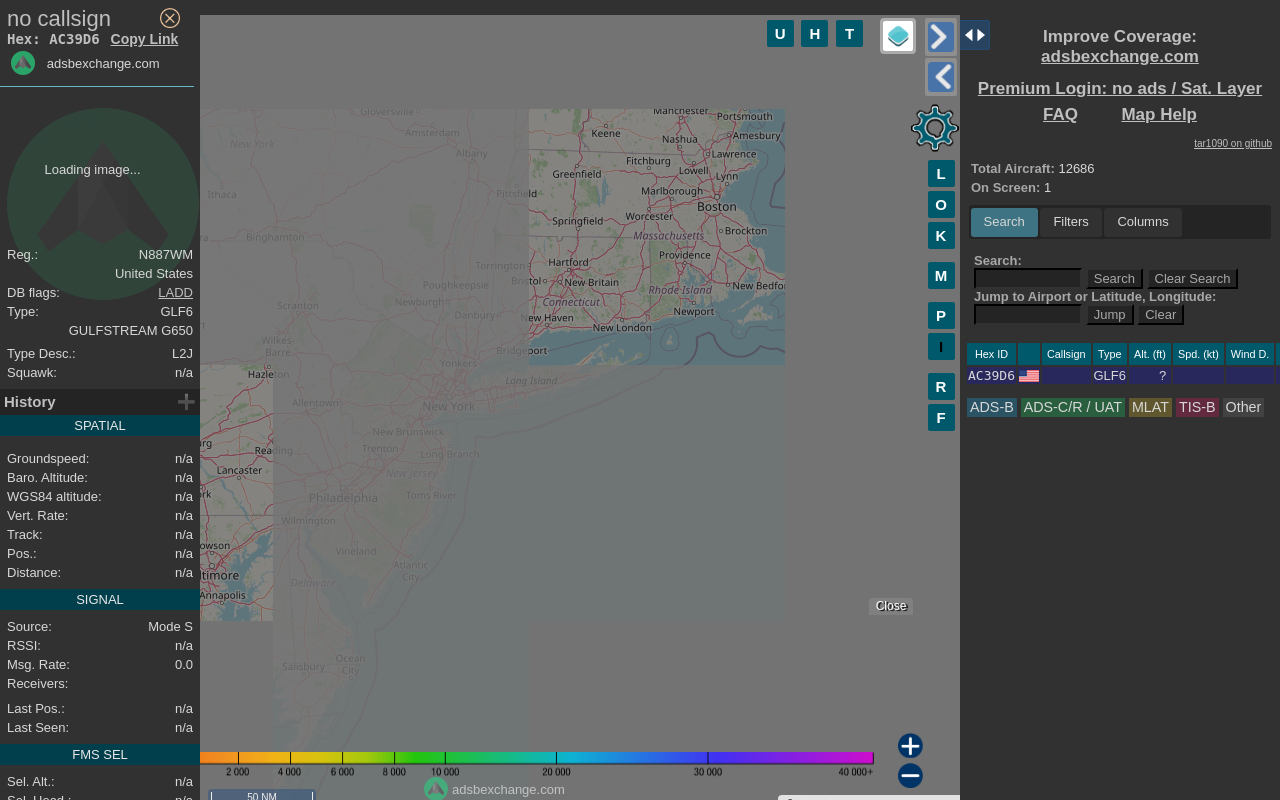 no callsign
Hex: AC39D6 Copy Link
adsbexchange.com
Loading image...
Reg.: N887WM
United States
DB flags: LADD
Type: GLF6
GULFSTREAM G650
Type Desc.: L2J
Squawk: n/a
History
SPATIAL
Groundspeed: n/a
Baro. Altitude: n/a
WGS84 altitude: n/a
Vert. Rate: n/a
Track: n/a
Pos.: n/a
Distance: n/a
SIGNAL
Source: Mode S
RSSI: n/a
Msg. Rate: 0.0
Receivers:
Last Pos.: n/a
Last Seen: n/a
FMS SEL
Sel. Alt.: n/a
Sel. Head.: n/a
U H T
L
O
K
M
P
I
R
F
Gloversville
Amsterdam
New York
Albany
Ithaca
Pittsfield
Binghamton
Torrington
Bristol
Poughkeepsie
Newburgh
Scranton
Danbury
Wilkes-
Barre
Yonkers
Bridgeport
Hazleton
Long Island
Allentown
New York
New Brunswick
Reading
Trenton
Long Branch
Lancaster
New Jersey
Philadelphia
Toms River
Wilmington
Vineland
Atlantic
City
Delaware
Annapolis
Salisbury
Ocean
City
Manchester
Portsmouth
Keene
Nashua
Amesbury
Fitchburg
Lawrence
Greenfield
Lowell
Lynn
Marlborough
Boston
Springfield
Worcester
Brockton
Massachusetts
Hartford
Providence
New Britain
Rhode Island
New Bedfor
Connecticut
Newport
New Haven
New London
Close
2 000 4 000 6 000 8 000 10 000 20 000 30 000 40 000+
adsbexchange.com
50 NM
Improve Coverage:
adsbexchange.com
Premium Login: no ads / Sat. Layer
FAQ Map Help
tar1090 on github
Total Aircraft: 12686
On Screen: 1
Search Filters Columns
Search:
Search Clear Search
Jump to Airport or Latitude, Longitude:
Jump Clear
Hex ID Callsign Type Alt. (ft) Spd. (kt) Wind D.
AC39D6 GLF6 ?
ADS-B ADS-C/R / UAT MLAT TIS-B Other